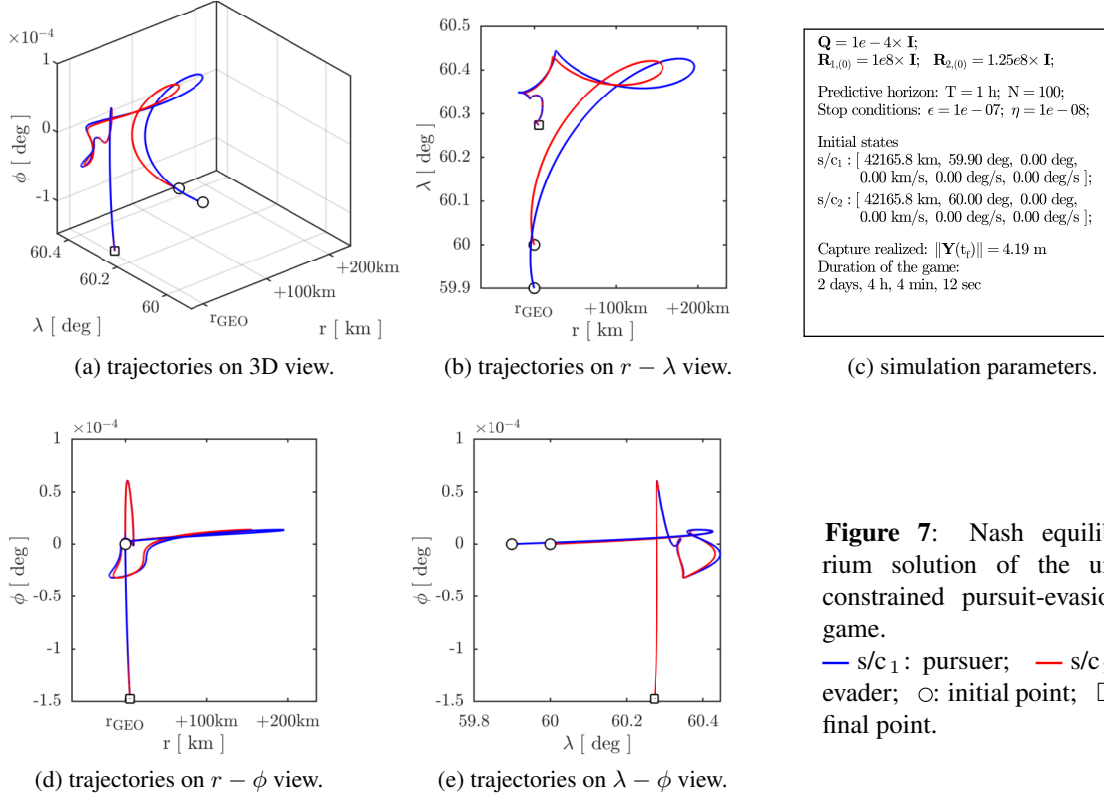 ×10⁻⁴
1
0
-1
ϕ [ deg ]
60.4
60.2
60
λ [ deg ]
r_GEO
+100km
+200km
r [ km ]
(a) trajectories on 3D view.
60.5
60.4
60.3
60.2
60.1
60
59.9
λ [ deg ]
r_GEO +100km +200km
r [ km ]
(b) trajectories on r − λ view.
Q = 1e − 4× I;
R₁,₍₀₎ = 1e8× I; R₂,₍₀₎ = 1.25e8× I;
Predictive horizon: T = 1 h; N = 100;
Stop conditions: ϵ = 1e − 07; η = 1e − 08;
Initial states
s/c₁ : [ 42165.8 km, 59.90 deg, 0.00 deg,
0.00 km/s, 0.00 deg/s, 0.00 deg/s ];
s/c₂ : [ 42165.8 km, 60.00 deg, 0.00 deg,
0.00 km/s, 0.00 deg/s, 0.00 deg/s ];
Capture realized: ‖Y(t_f)‖ = 4.19 m
Duration of the game:
2 days, 4 h, 4 min, 12 sec
(c) simulation parameters.
×10⁻⁴
1
0.5
0
-0.5
-1
-1.5
ϕ [ deg ]
r_GEO +100km +200km
r [ km ]
(d) trajectories on r − ϕ view.
×10⁻⁴
1
0.5
0
-0.5
-1
-1.5
ϕ [ deg ]
59.8 60 60.2 60.4
λ [ deg ]
(e) trajectories on λ − ϕ view.
Figure 7: Nash equilib
rium solution of the u
constrained pursuit-evasio
game.
s/c₁: pursuer; s/c
evader; ○: initial point;
final point.